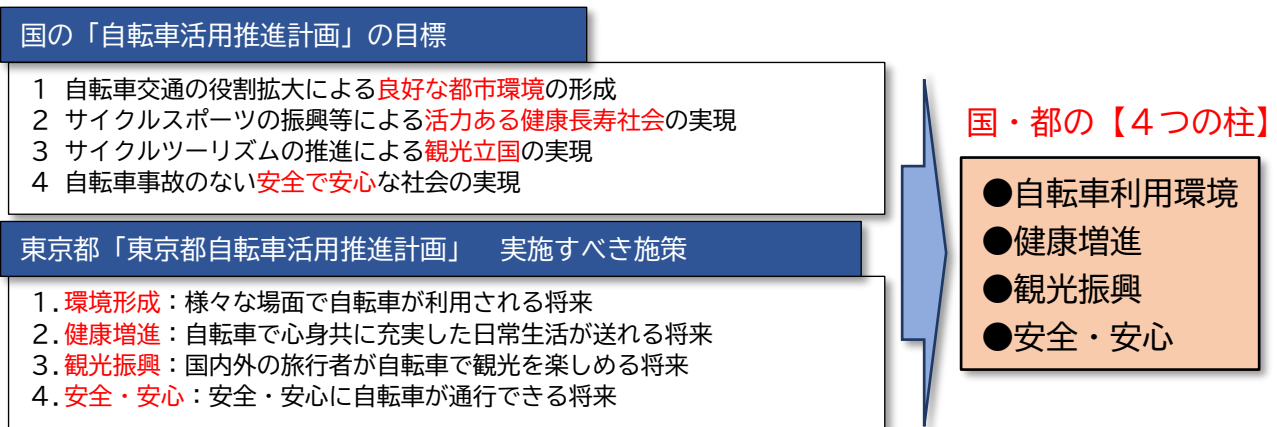 国の「自転車活用推進計画」の目標
1 自転車交通の役割拡大による良好な都市環境の形成
2 サイクルスポーツの振興等による活力ある健康長寿社会の実現
3 サイクルツーリズムの推進による観光立国の実現
4 自転車事故のない安全で安心な社会の実現
東京都「東京都自転車活用推進計画」 実施すべき施策
1.環境形成：様々な場面で自転車が利用される将来
2.健康増進：自転車で心身共に充実した日常生活が送れる将来
3.観光振興：国内外の旅行者が自転車で観光を楽しめる将来
4.安全・安心：安全・安心に自転車が通行できる将来
国・都の【４つの柱】
●自転車利用環境
●健康増進
●観光振興
●安全・安心